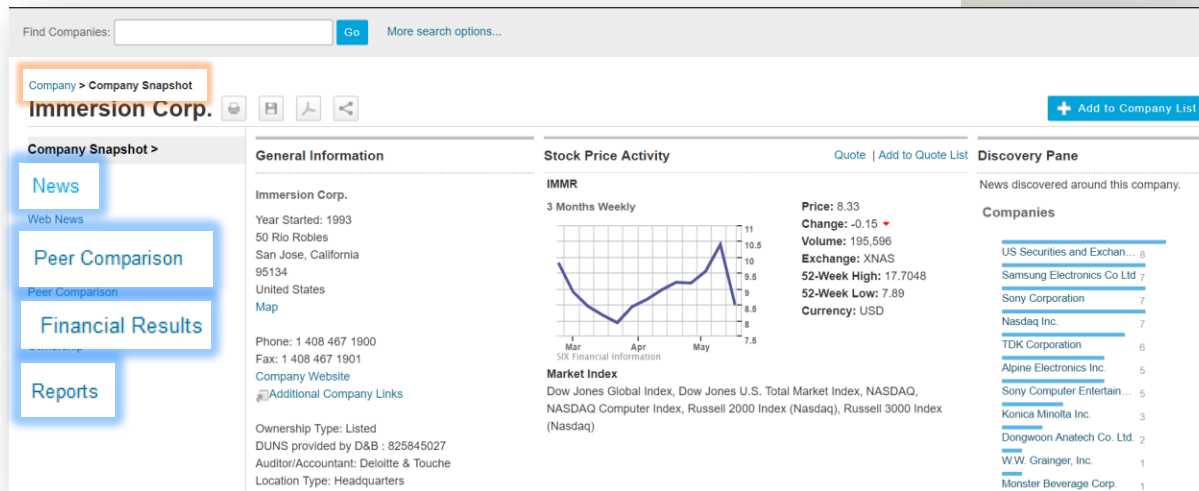 Find Companies:
Go
More search options...
Company > Company Snapshot
Immersion Corp.
Add to Company List
Company Snapshot >
News
Web News
Peer Comparison
Peer Comparison
Financial Results
Ownership
Reports
General Information
Immersion Corp.
Year Started: 1993
50 Rio Robles
San Jose, California
95134
United States
Map
Phone: 1 408 467 1900
Fax: 1 408 467 1901
Company Website
Additional Company Links
Ownership Type: Listed
DUNS provided by D&B : 825845027
Auditor/Accountant: Deloitte & Touche
Location Type: Headquarters
Stock Price Activity
Quote | Add to Quote List
IMMR
3 Months Weekly
11
10.5
10
9.5
9
8.5
8
7.5
Mar Apr May
SIX Financial Information
Price: 8.33
Change: -0.15
Volume: 195,596
Exchange: XNAS
52-Week High: 17.7048
52-Week Low: 7.89
Currency: USD
Market Index
Dow Jones Global Index, Dow Jones U.S. Total Market Index, NASDAQ,
NASDAQ Computer Index, Russell 2000 Index (Nasdaq), Russell 3000 Index
(Nasdaq)
Discovery Pane
News discovered around this company.
Companies
US Securities and Exchan... 8
Samsung Electronics Co Ltd 7
Sony Corporation 7
Nasdaq Inc. 7
TDK Corporation 6
Alpine Electronics Inc. 5
Sony Computer Entertain... 5
Konica Minolta Inc. 3
Dongwoon Anatech Co. Ltd. 2
W.W. Grainger, Inc. 1
Monster Beverage Corp. 1